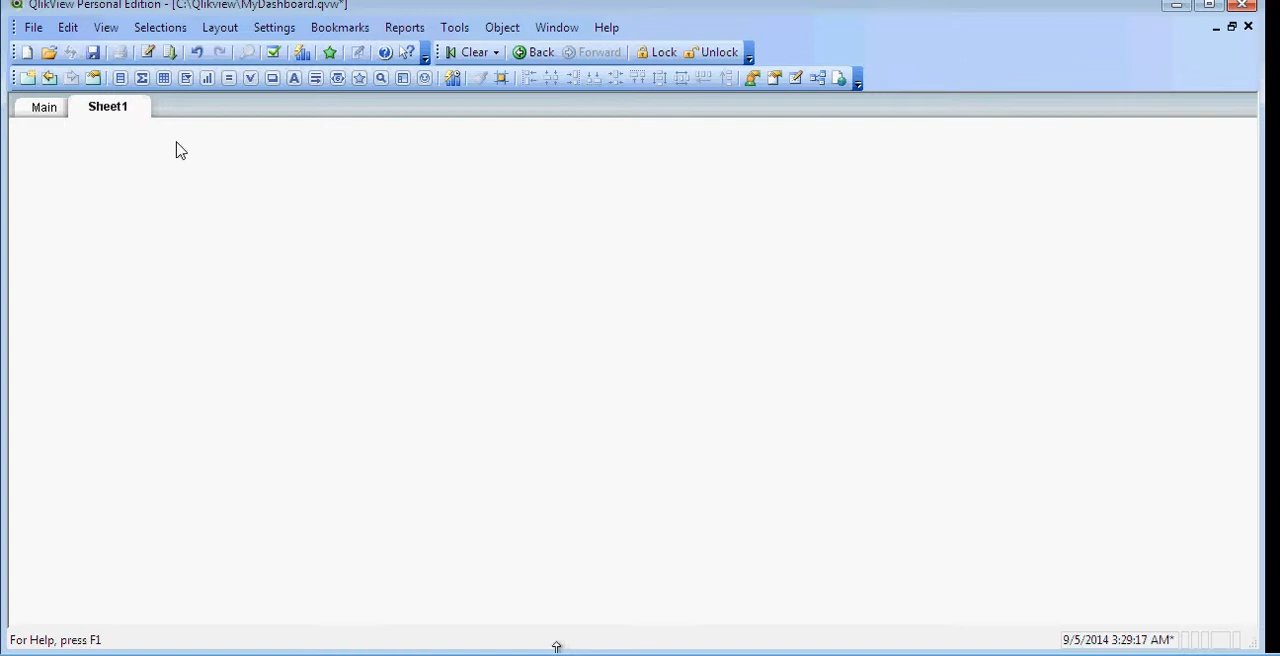 QlikView Personal Edition - [C:\Qlikview\MyDashboard.qvw*]
File Edit View Selections Layout Settings Bookmarks Reports Tools Object Window Help
Clear Back Forward Lock Unlock
Main Sheet1
For Help, press F1 9/5/2014 3:29:17 AM*